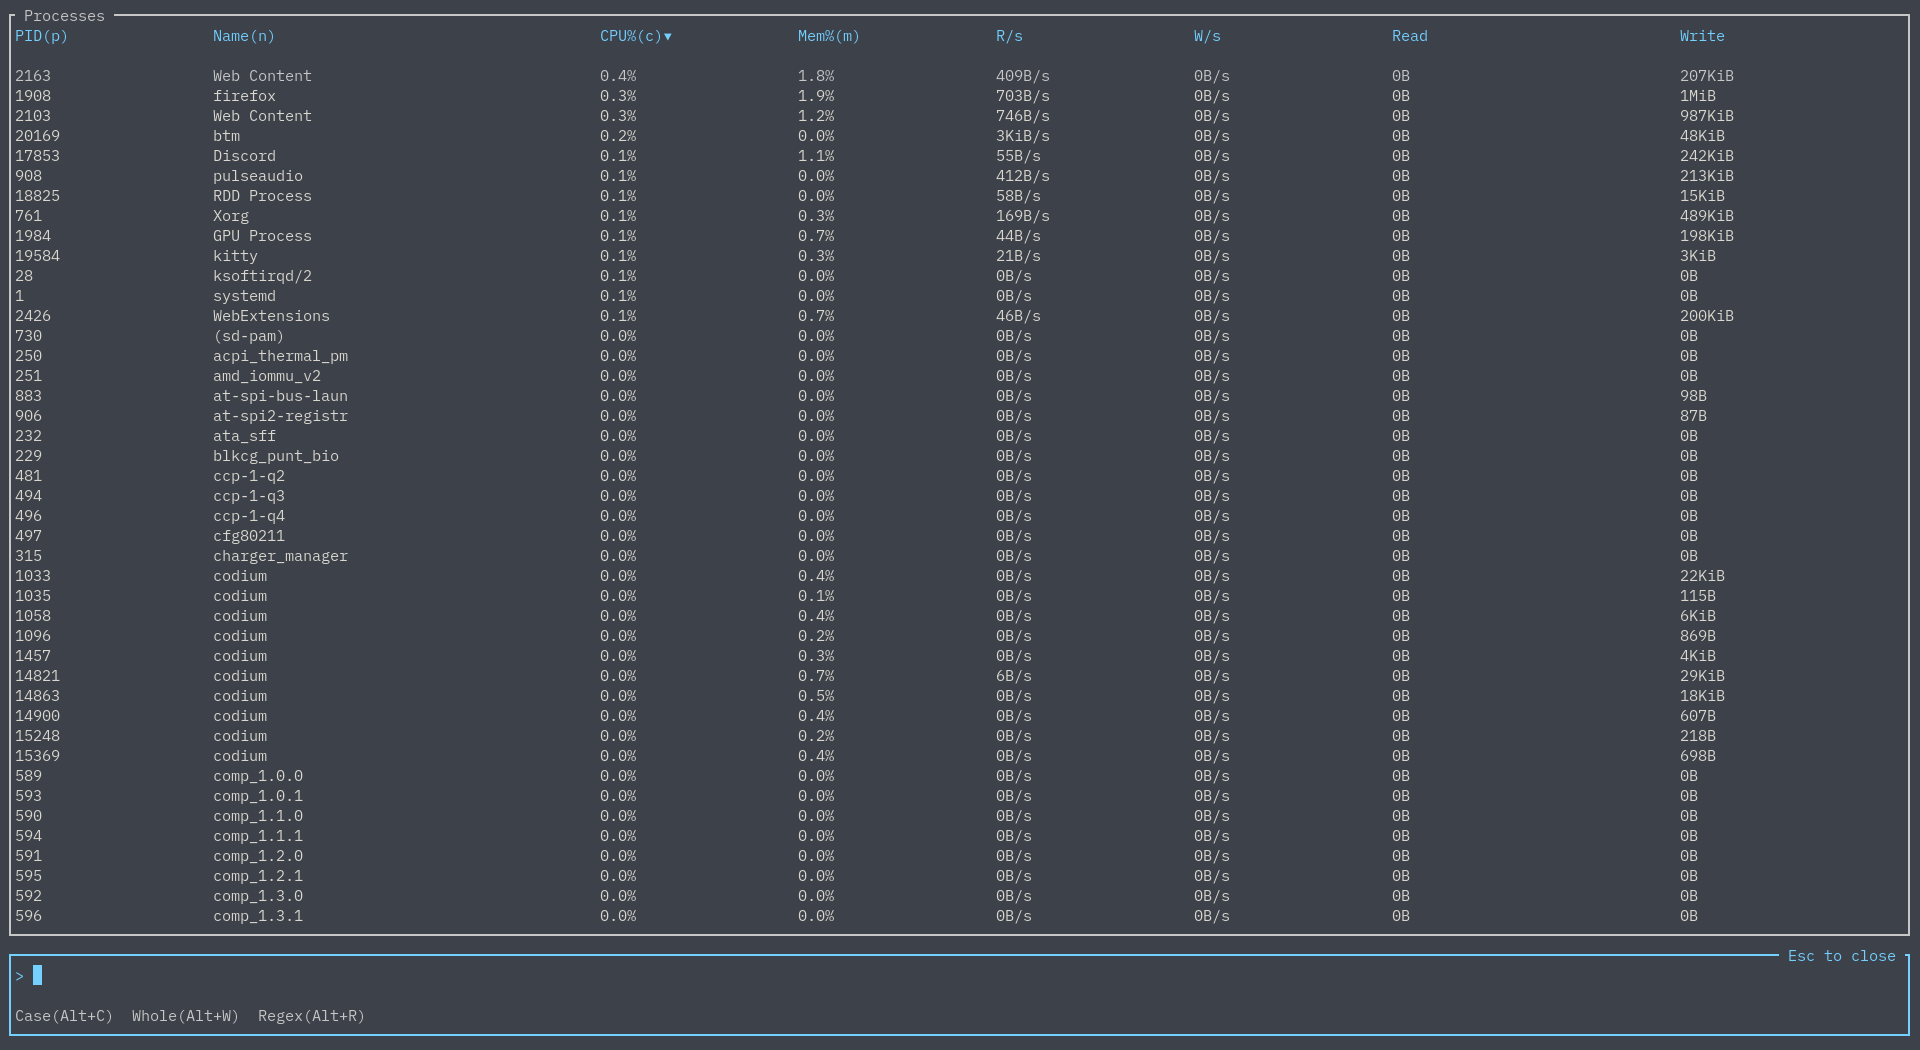 Processes
PID(p) Name(n) CPU%(c)▼ Mem%(m) R/s W/s Read Write
2163 Web Content 0.4% 1.8% 409B/s 0B/s 0B 207KiB
1908 firefox 0.3% 1.9% 703B/s 0B/s 0B 1MiB
2103 Web Content 0.3% 1.2% 746B/s 0B/s 0B 987KiB
20169 btm 0.2% 0.0% 3KiB/s 0B/s 0B 48KiB
17853 Discord 0.1% 1.1% 55B/s 0B/s 0B 242KiB
908 pulseaudio 0.1% 0.0% 412B/s 0B/s 0B 213KiB
18825 RDD Process 0.1% 0.0% 58B/s 0B/s 0B 15KiB
761 Xorg 0.1% 0.3% 169B/s 0B/s 0B 489KiB
1984 GPU Process 0.1% 0.7% 44B/s 0B/s 0B 198KiB
19584 kitty 0.1% 0.3% 21B/s 0B/s 0B 3KiB
28 ksoftirqd/2 0.1% 0.0% 0B/s 0B/s 0B 0B
1 systemd 0.1% 0.0% 0B/s 0B/s 0B 0B
2426 WebExtensions 0.1% 0.7% 46B/s 0B/s 0B 200KiB
730 (sd-pam) 0.0% 0.0% 0B/s 0B/s 0B 0B
250 acpi_thermal_pm 0.0% 0.0% 0B/s 0B/s 0B 0B
251 amd_iommu_v2 0.0% 0.0% 0B/s 0B/s 0B 0B
883 at-spi-bus-laun 0.0% 0.0% 0B/s 0B/s 0B 98B
906 at-spi2-registr 0.0% 0.0% 0B/s 0B/s 0B 87B
232 ata_sff 0.0% 0.0% 0B/s 0B/s 0B 0B
229 blkcg_punt_bio 0.0% 0.0% 0B/s 0B/s 0B 0B
481 ccp-1-q2 0.0% 0.0% 0B/s 0B/s 0B 0B
494 ccp-1-q3 0.0% 0.0% 0B/s 0B/s 0B 0B
496 ccp-1-q4 0.0% 0.0% 0B/s 0B/s 0B 0B
497 cfg80211 0.0% 0.0% 0B/s 0B/s 0B 0B
315 charger_manager 0.0% 0.0% 0B/s 0B/s 0B 0B
1033 codium 0.0% 0.4% 0B/s 0B/s 0B 22KiB
1035 codium 0.0% 0.1% 0B/s 0B/s 0B 115B
1058 codium 0.0% 0.4% 0B/s 0B/s 0B 6KiB
1096 codium 0.0% 0.2% 0B/s 0B/s 0B 869B
1457 codium 0.0% 0.3% 0B/s 0B/s 0B 4KiB
14821 codium 0.0% 0.7% 6B/s 0B/s 0B 29KiB
14863 codium 0.0% 0.5% 0B/s 0B/s 0B 18KiB
14900 codium 0.0% 0.4% 0B/s 0B/s 0B 607B
15248 codium 0.0% 0.2% 0B/s 0B/s 0B 218B
15369 codium 0.0% 0.4% 0B/s 0B/s 0B 698B
589 comp_1.0.0 0.0% 0.0% 0B/s 0B/s 0B 0B
593 comp_1.0.1 0.0% 0.0% 0B/s 0B/s 0B 0B
590 comp_1.1.0 0.0% 0.0% 0B/s 0B/s 0B 0B
594 comp_1.1.1 0.0% 0.0% 0B/s 0B/s 0B 0B
591 comp_1.2.0 0.0% 0.0% 0B/s 0B/s 0B 0B
595 comp_1.2.1 0.0% 0.0% 0B/s 0B/s 0B 0B
592 comp_1.3.0 0.0% 0.0% 0B/s 0B/s 0B 0B
596 comp_1.3.1 0.0% 0.0% 0B/s 0B/s 0B 0B
Esc to close
>
Case(Alt+C) Whole(Alt+W) Regex(Alt+R)